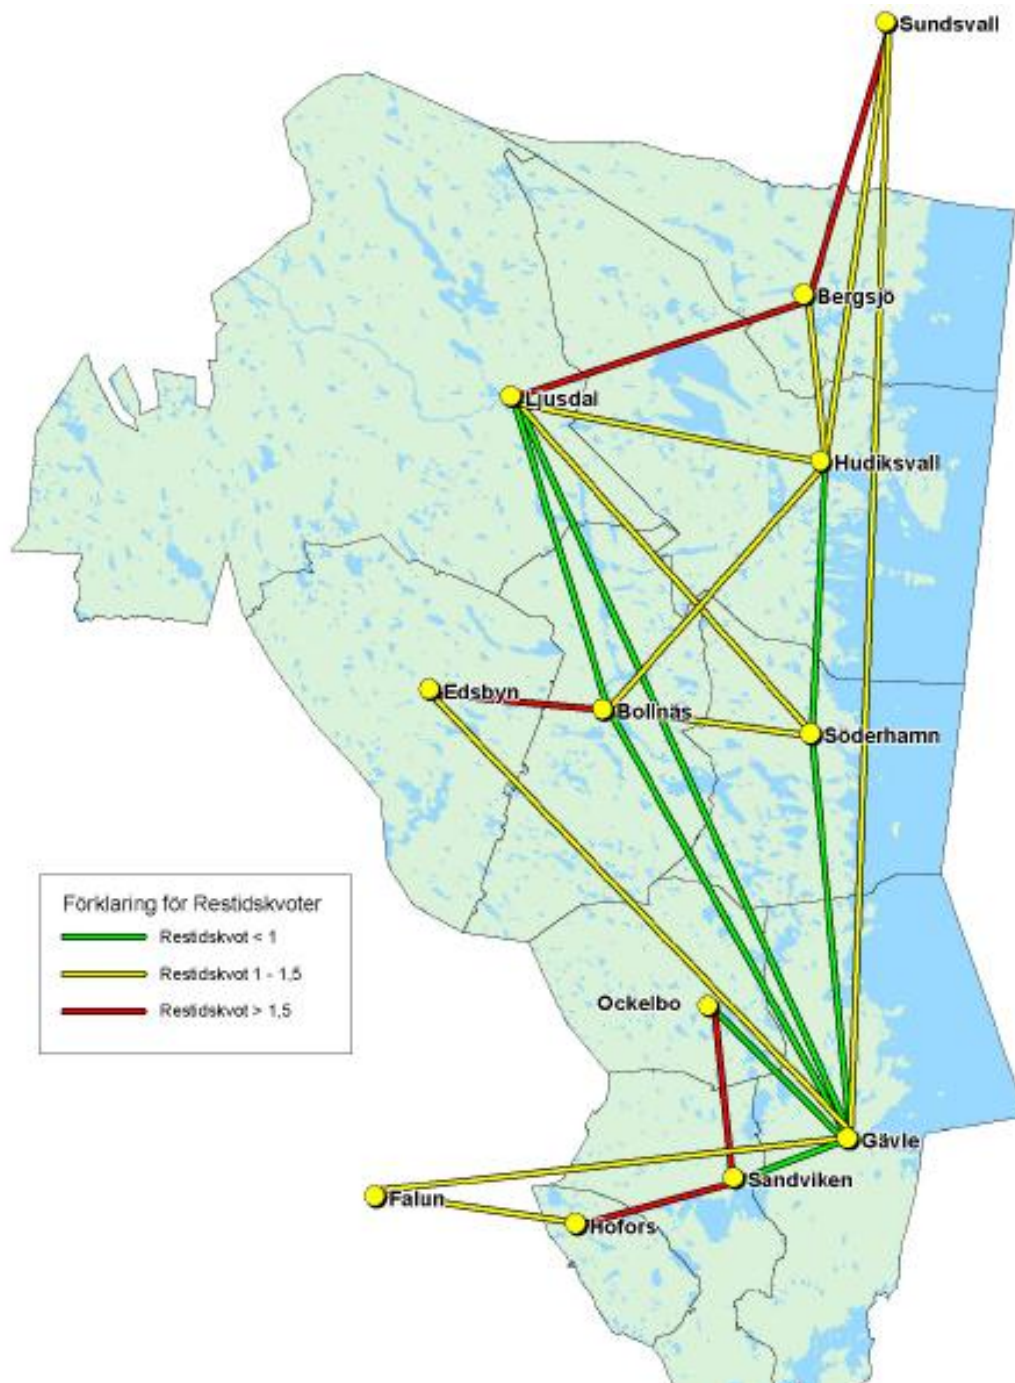 Sundsvall
Bergsjö
Ljusdal
Hudiksvall
Edsbyn
Bollnäs
Söderhamn
Förklaring för Restidskvoter
Restidskvot < 1
Restidskvot 1 - 1,5
Restidskvot > 1,5
Ockelbo
Gävle
Sandviken
Falun
Hofors